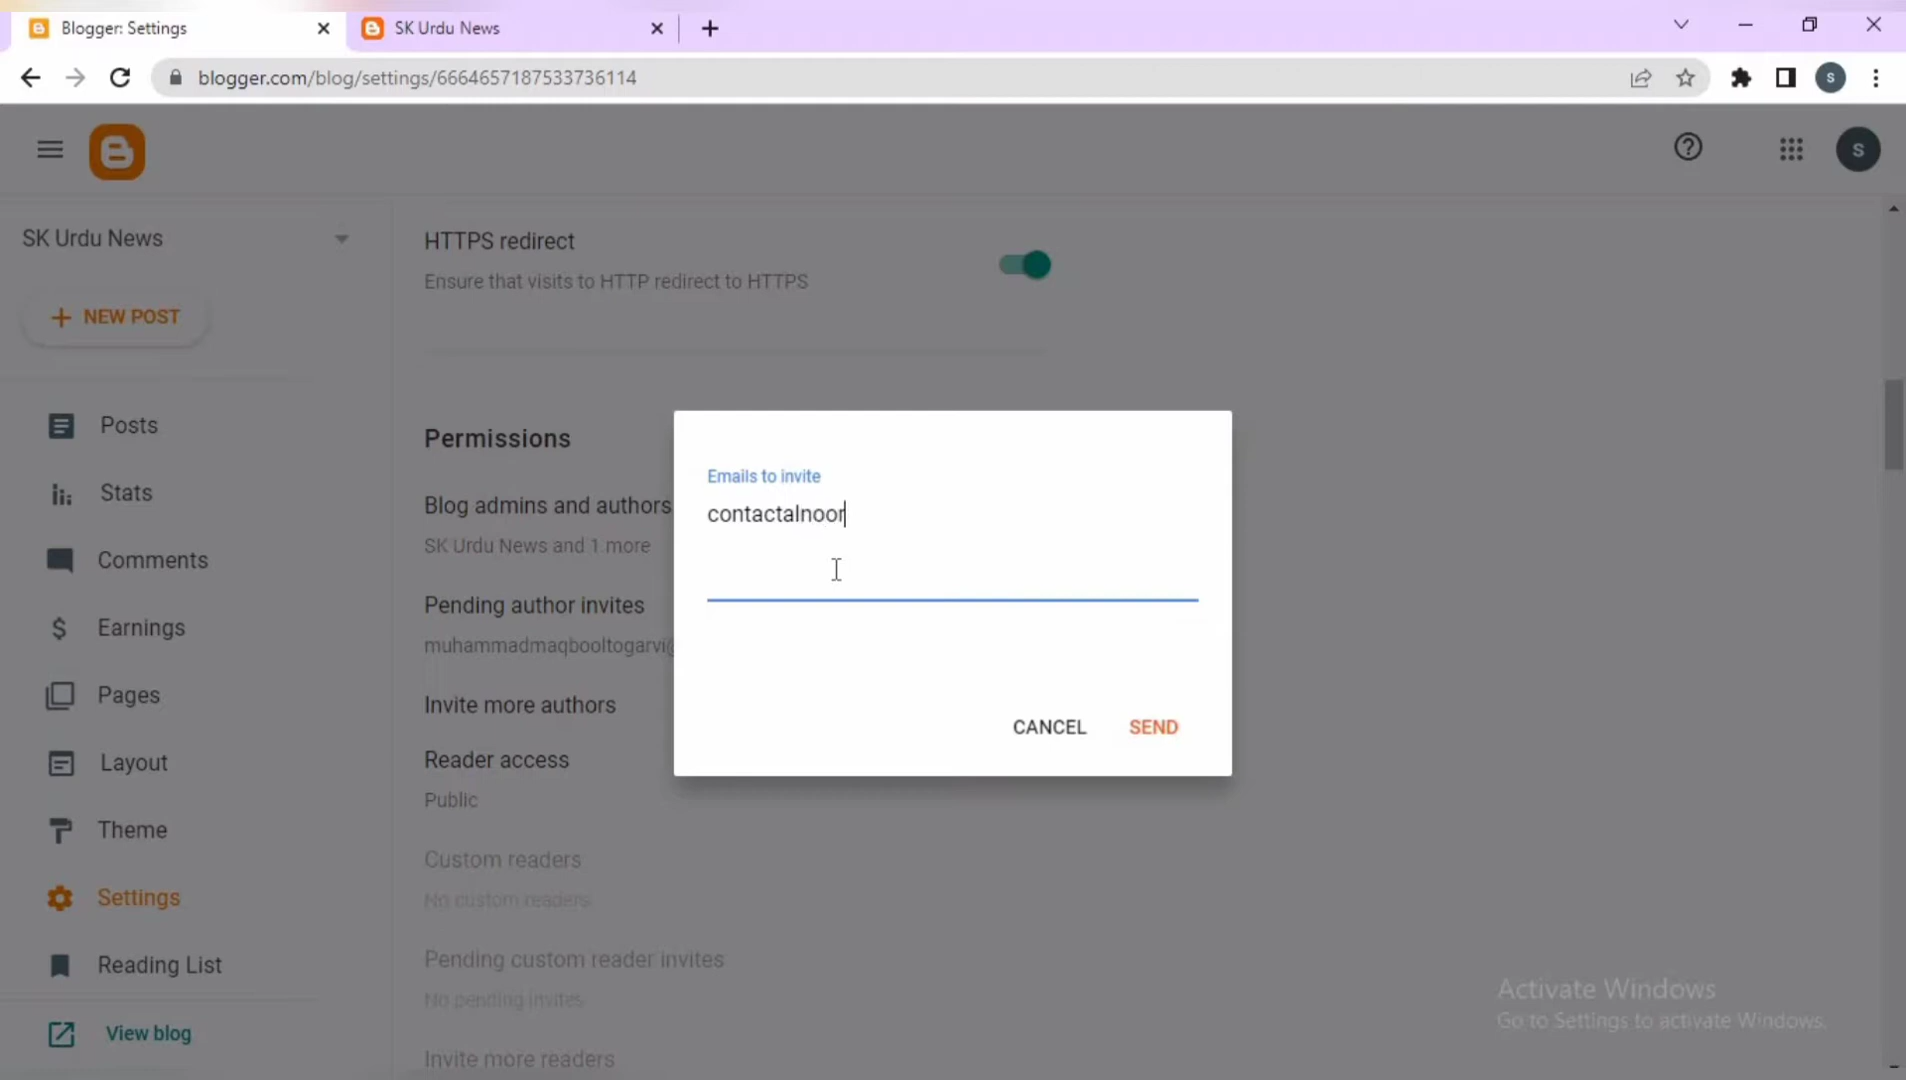 Blogger: Settings
SK Urdu News
blogger.com/blog/settings/6664657187533736114
S
S
SK Urdu News
NEW POST
Posts
Stats
Comments
Earnings
Pages
Layout
Theme
Settings
Reading List
View blog
HTTPS redirect
Ensure that visits to HTTP redirect to HTTPS
Permissions
Blog admins and authors
SK Urdu News and 1 more
Pending author invites
muhammadmaqbooltogarvi@
Invite more authors
Reader access
Public
Custom readers
No custom readers
Pending custom reader invites
No pending invites
Invite more readers
Emails to invite
contactalnoor
CANCEL
SEND
Activate Windows
Go to Settings to activate Windows.